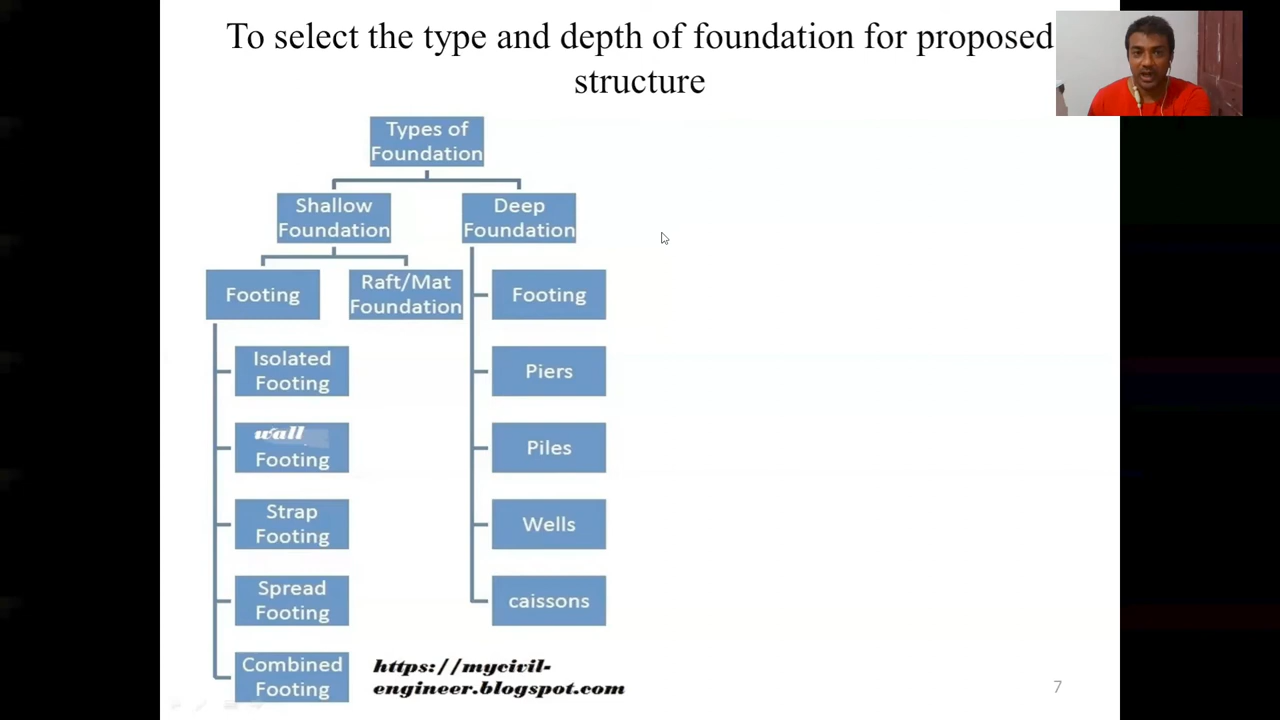 To select the type and depth of foundation for proposed
structure
Types of
Foundation
Shallow
Foundation
Deep
Foundation
Footing
Raft/Mat
Foundation
Footing
Isolated
Footing
Piers
wall
Footing
Piles
Strap
Footing
Wells
Spread
Footing
caissons
Combined
Footing
https://mycivil-
engineer.blogspot.com
7